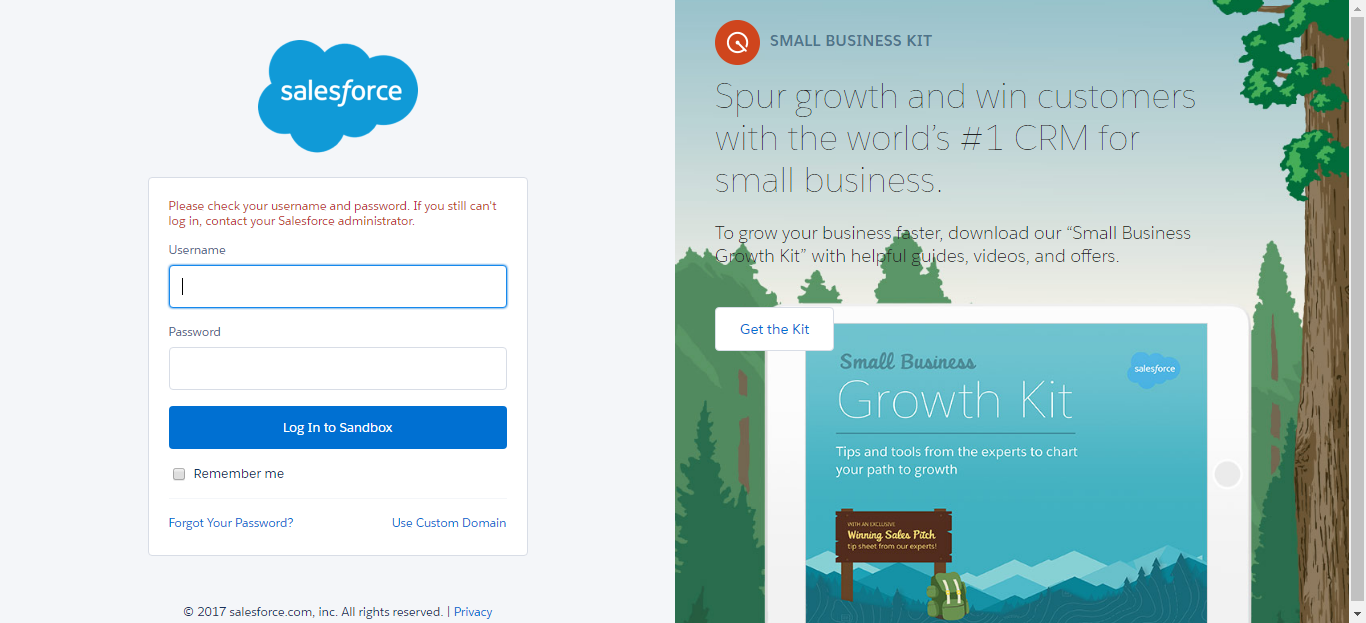 salesforce
Please check your username and password. If you still can't
log in, contact your Salesforce administrator.
Username
Password
Log In to Sandbox
Remember me
Forgot Your Password?
Use Custom Domain
© 2017 salesforce.com, inc. All rights reserved. | Privacy
SMALL BUSINESS KIT
Spur growth and win customers
with the world's #1 CRM for
small business.
To grow your business faster, download our “Small Business
Growth Kit” with helpful guides, videos, and offers.
Get the Kit
Small Business
salesforce
Growth Kit
Tips and tools from the experts to chart
your path to growth
WITH AN EXCLUSIVE
Winning Sales Pitch
tip sheet from our experts!